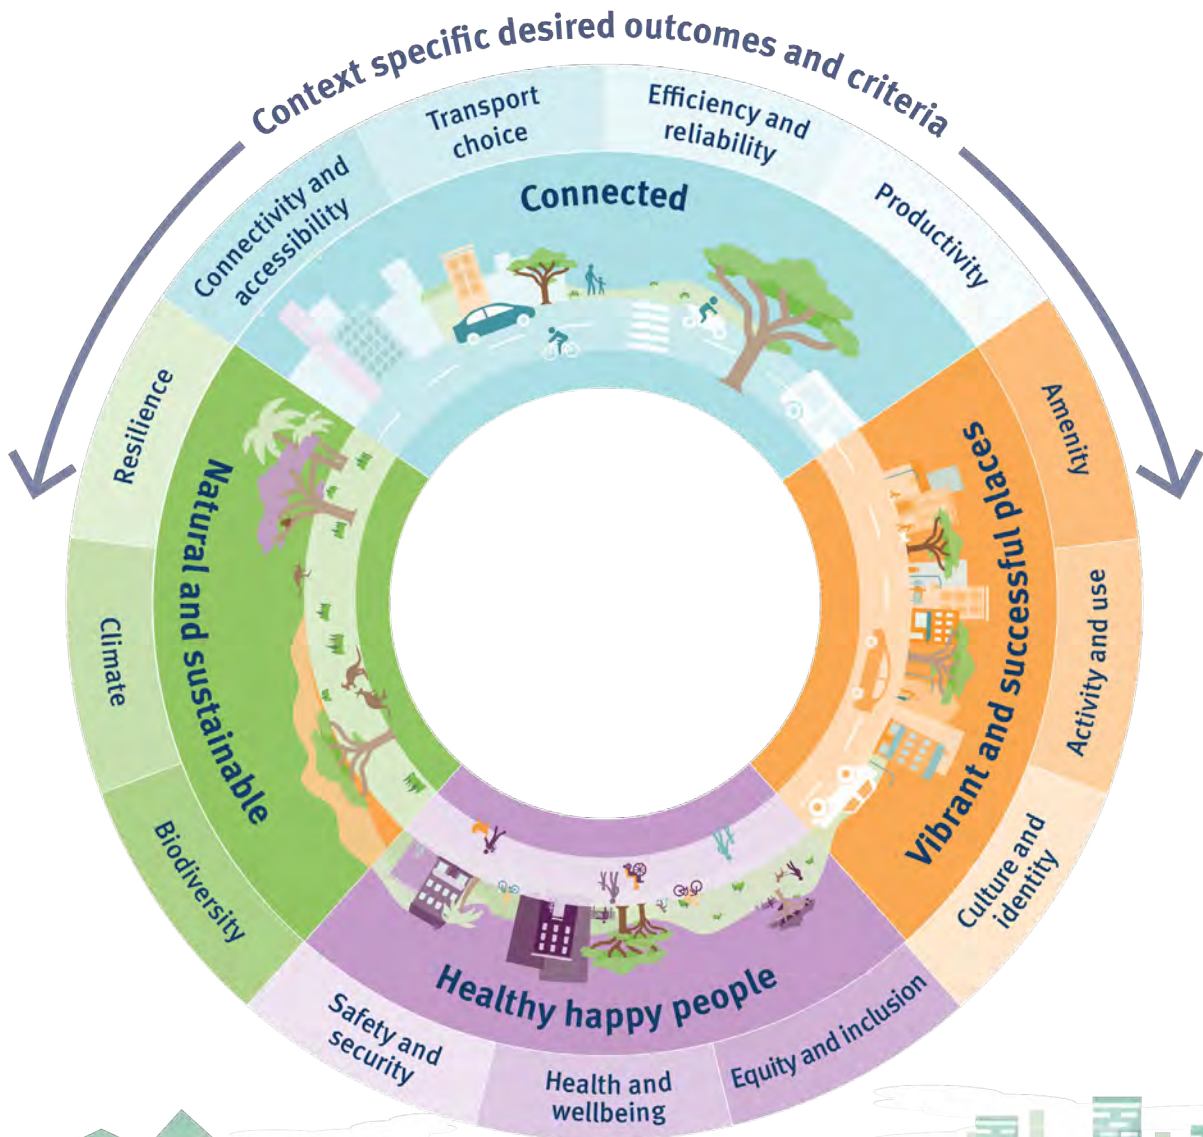 Context specific desired outcomes and criteria
Connectivity and
accessibility
Transport
choice
Efficiency and
reliability
Productivity
Connected
Amenity
Activity and use
Culture and
identity
Vibrant and successful places
Equity and inclusion
Health and
wellbeing
Safety and
security
Healthy happy people
Biodiversity
Climate
Resilience
Natural and sustainable